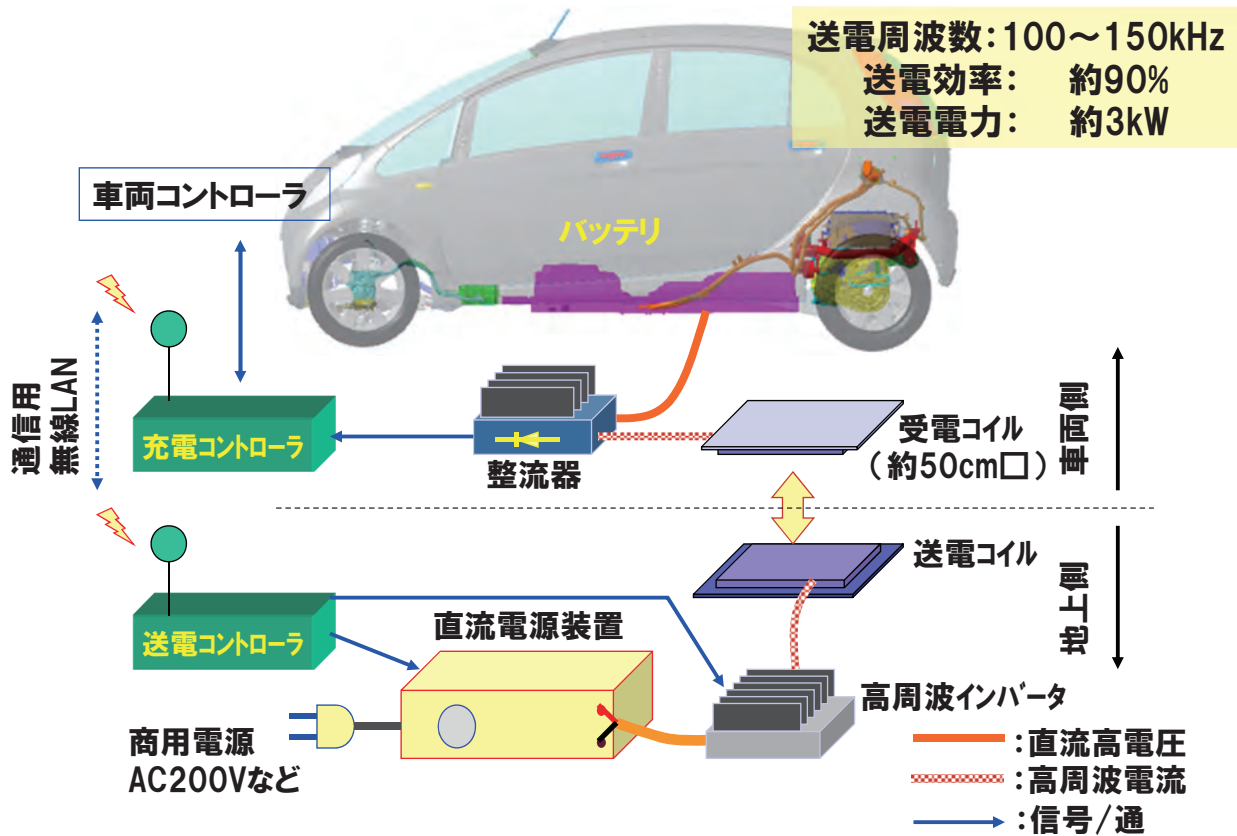 送電周波数：100～150kHz
送電効率： 約90%
送電電力： 約3kW
車両コントローラ
バッテリ
通信用
無線LAN
充電コントローラ
整流器
受電コイル
（約50cm□）
車両側
送電コイル
地上側
送電コントローラ
直流電源装置
高周波インバータ
商用電源
AC200Vなど
：直流高電圧
：高周波電流
：信号/通